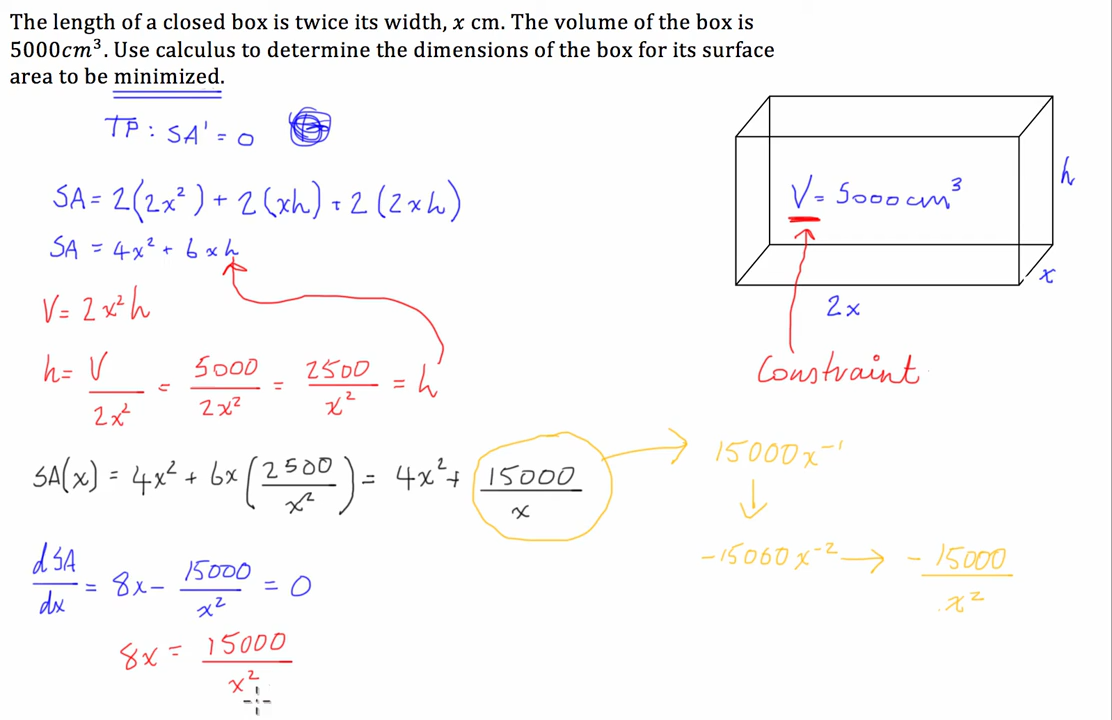 The length of a closed box is twice its width, x cm. The volume of the box is
5000cm³. Use calculus to determine the dimensions of the box for its surface
area to be minimized.
TP: SA' = 0
SA = 2(2x²) + 2(xh) + 2(2xh)
SA = 4x² + 6xh
V = 2x²h
h = V/2x² = 5000/2x² = 2500/x² = h
V = 5000cm³
h
x
2x
Constraint
SA(x) = 4x² + 6x(2500/x²) = 4x² + 15000/x
15000x⁻¹
-15000x⁻² → -15000/x²
dSA/dx = 8x - 15000/x² = 0
8x = 15000/x²